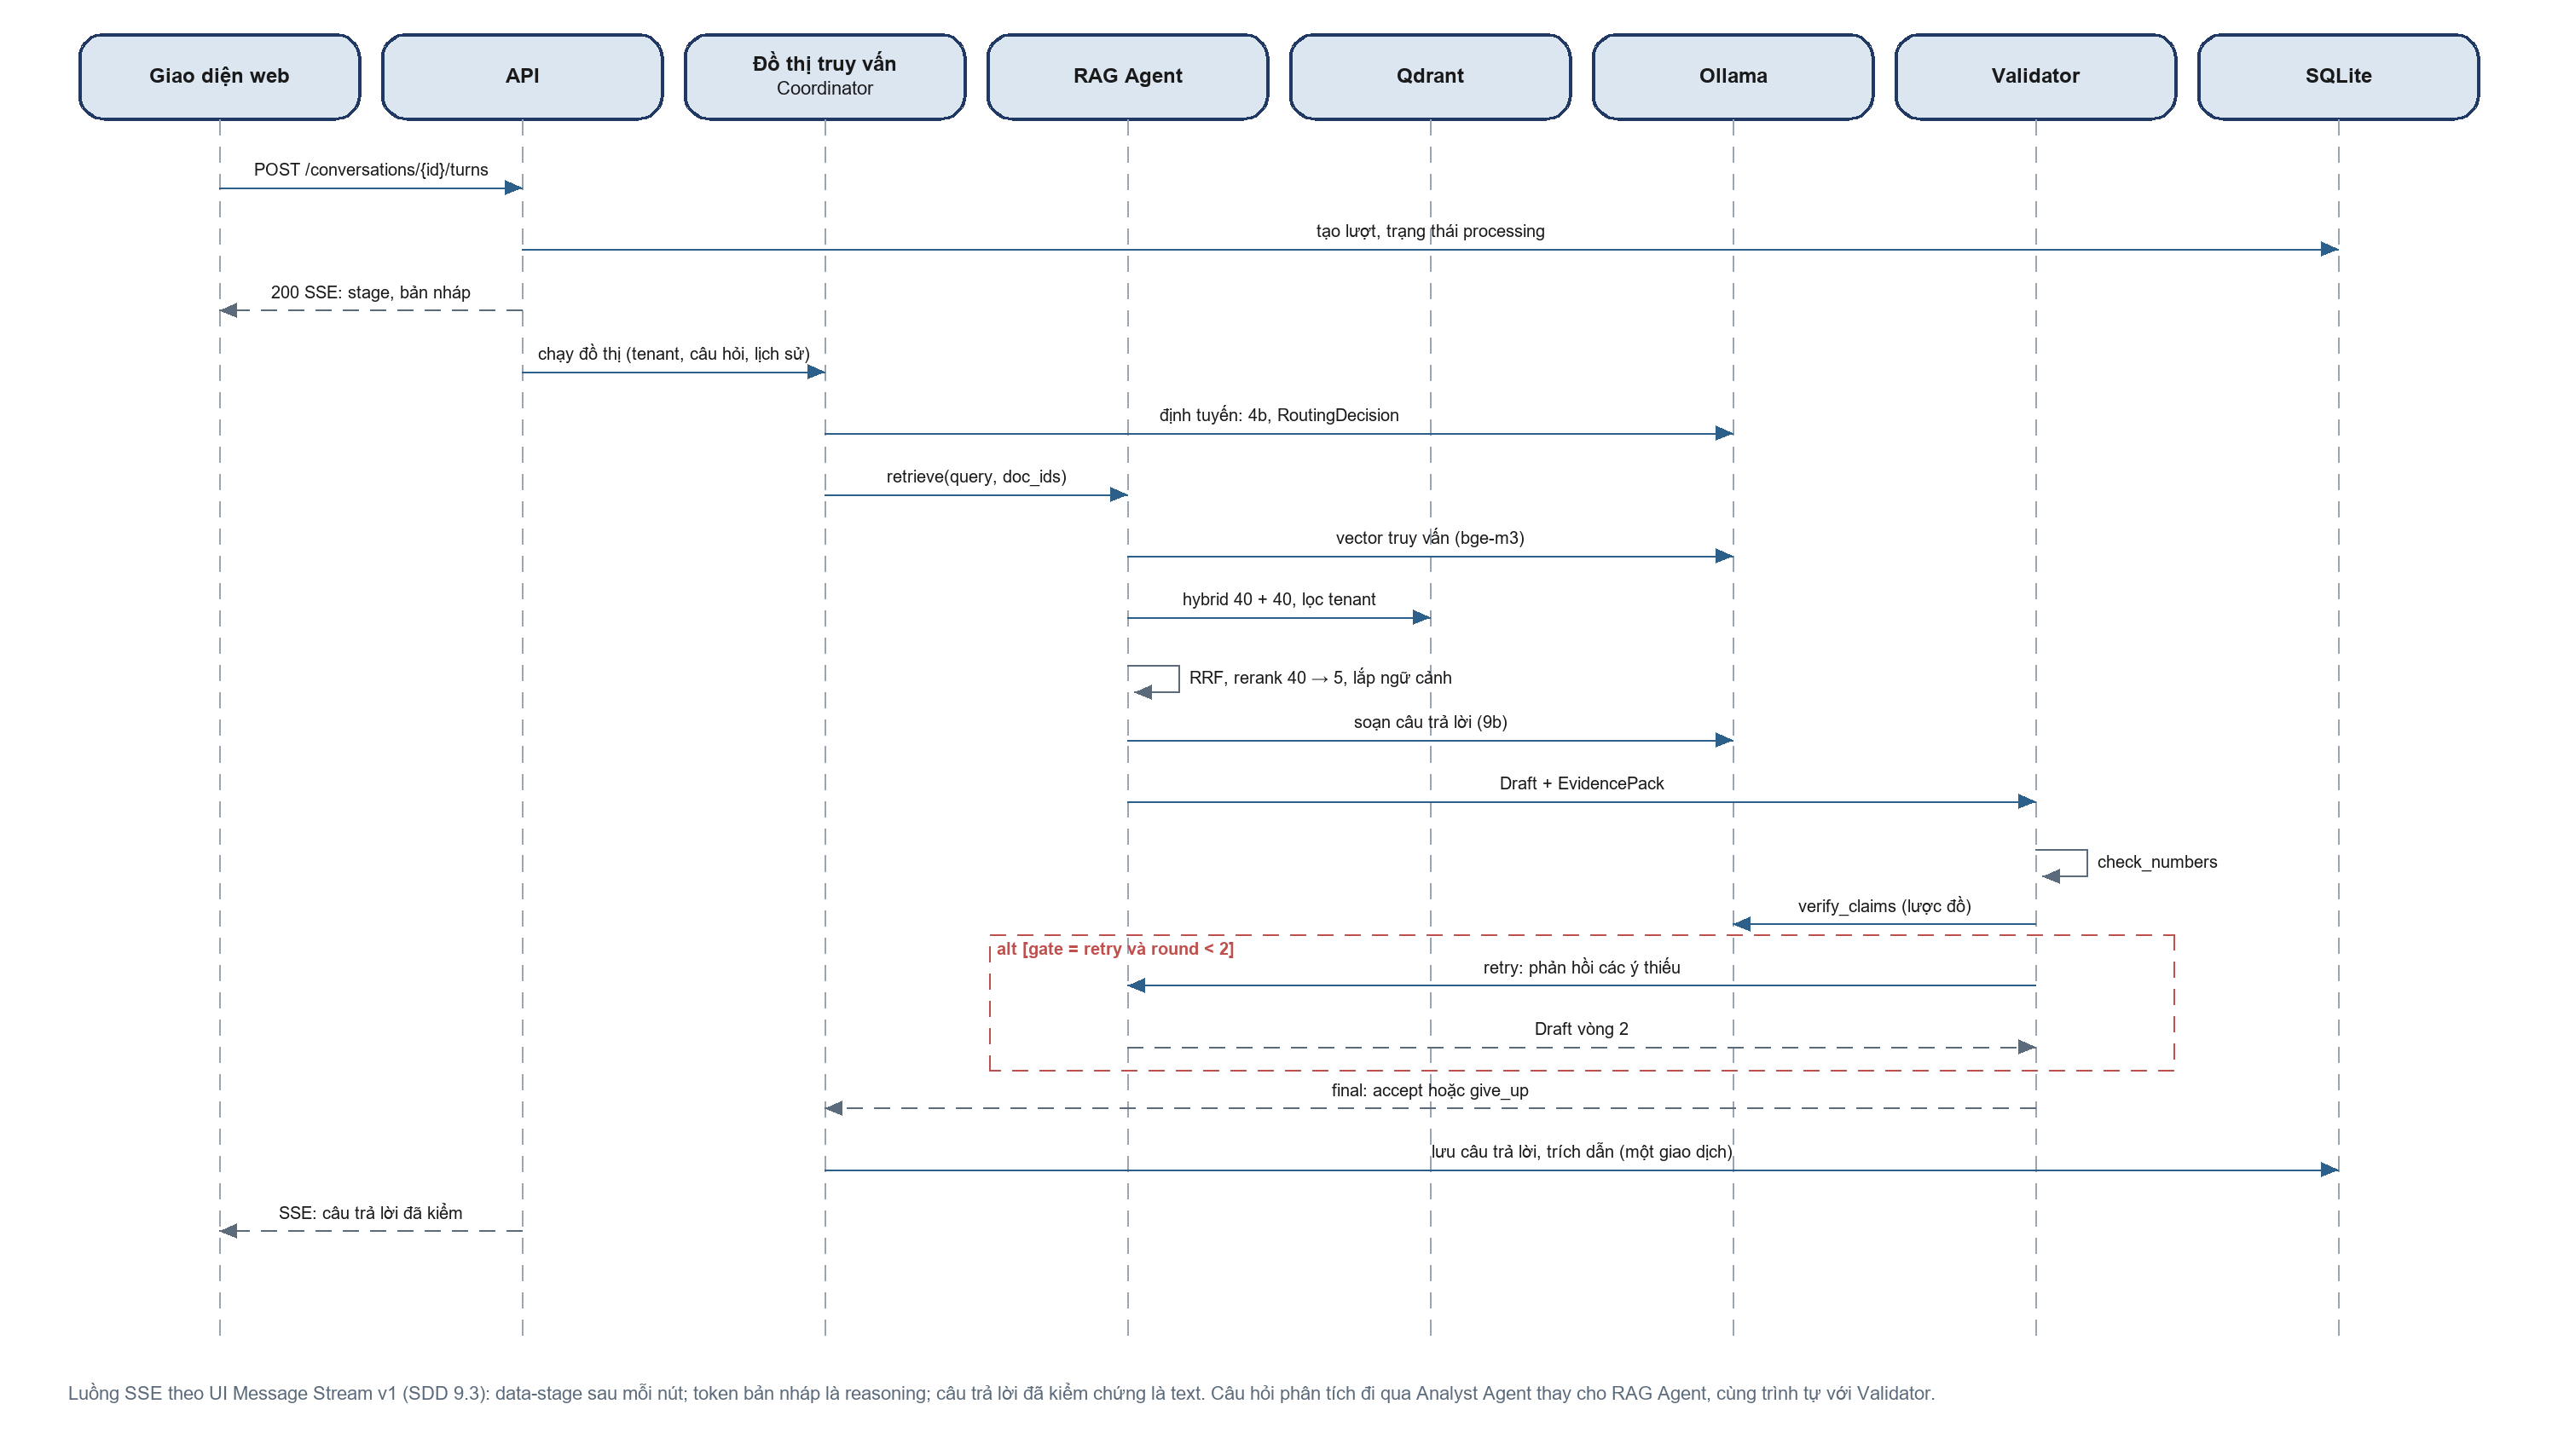 Giao diện web
API
Đồ thị truy vấn
Coordinator
RAG Agent
Qdrant
Ollama
Validator
SQLite
POST /conversations/{id}/turns
tạo lượt, trạng thái processing
200 SSE: stage, bản nháp
chạy đồ thị (tenant, câu hỏi, lịch sử)
định tuyến: 4b, RoutingDecision
retrieve(query, doc_ids)
vector truy vấn (bge-m3)
hybrid 40 + 40, lọc tenant
RRF, rerank 40 → 5, lắp ngữ cảnh
soạn câu trả lời (9b)
Draft + EvidencePack
check_numbers
verify_claims (lược đồ)
alt [gate = retry và round < 2]
retry: phản hồi các ý thiếu
Draft vòng 2
final: accept hoặc give_up
lưu câu trả lời, trích dẫn (một giao dịch)
SSE: câu trả lời đã kiểm
Luồng SSE theo UI Message Stream v1 (SDD 9.3): data-stage sau mỗi nút; token bản nháp là reasoning; câu trả lời đã kiểm chứng là text. Câu hỏi phân tích đi qua Analyst Agent thay cho RAG Agent, cùng trình tự với Validator.